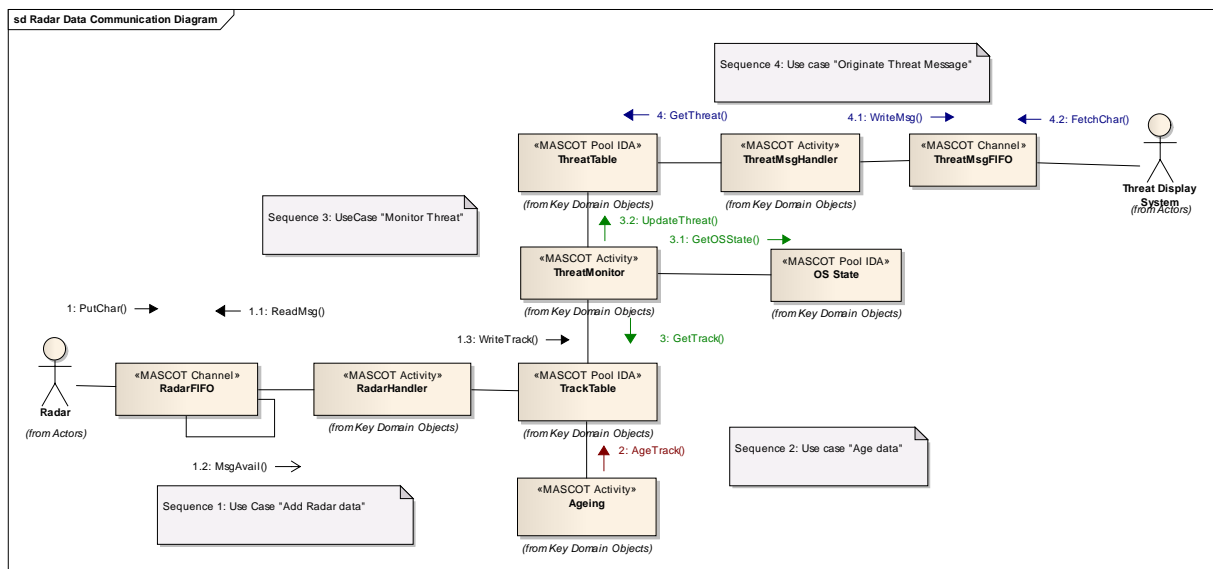 sd Radar Data Communication Diagram
Sequence 4: Use case "Originate Threat Message"
4: GetThreat()
4.1: WriteMsg()
4.2: FetchChar()
«MASCOT Pool IDA»
ThreatTable
(from Key Domain Objects)
«MASCOT Activity»
ThreatMsgHandler
(from Key Domain Objects)
«MASCOT Channel»
ThreatMsgFIFO
(from Key Domain Objects)
Threat Display
System
(from Actors)
Sequence 3: UseCase "Monitor Threat"
3.2: UpdateThreat()
3.1: GetOSState()
«MASCOT Activity»
ThreatMonitor
(from Key Domain Objects)
«MASCOT Pool IDA»
OS State
(from Key Domain Objects)
1: PutChar()
1.1: ReadMsg()
1.3: WriteTrack()
3: GetTrack()
Radar
(from Actors)
«MASCOT Channel»
RadarFIFO
«MASCOT Activity»
RadarHandler
(from Key Domain Objects)
«MASCOT Pool IDA»
TrackTable
(from Key Domain Objects)
1.2: MsgAvail()
2: AgeTrack()
Sequence 2: Use case "Age data"
Sequence 1: Use Case "Add Radar data"
«MASCOT Activity»
Ageing
(from Key Domain Objects)